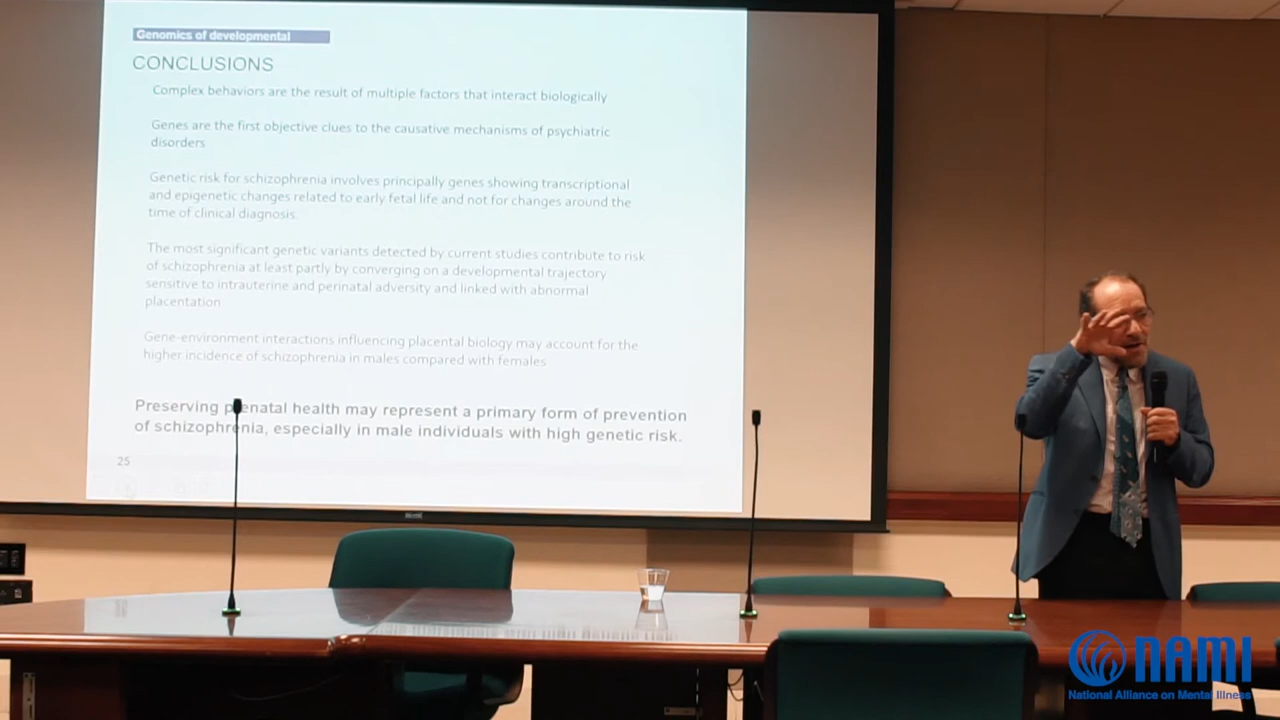 Genomics of developmental
CONCLUSIONS
Complex behaviors are the result of multiple factors that interact biologically
Genes are the first objective clues to the causative mechanisms of psychiatric
disorders
Genetic risk for schizophrenia involves principally genes showing transcriptional
and epigenetic changes related to early fetal life and not for changes around the
time of clinical diagnosis.
The most significant genetic variants detected by current studies contribute to risk
of schizophrenia at least partly by converging on a developmental trajectory
sensitive to intrauterine and perinatal adversity and linked with abnormal
placentation
Gene-environment interactions influencing placental biology may account for the
higher incidence of schizophrenia in males compared with females
Preserving prenatal health may represent a primary form of prevention
of schizophrenia, especially in male individuals with high genetic risk.
25
NAMI
National Alliance on Mental Illness